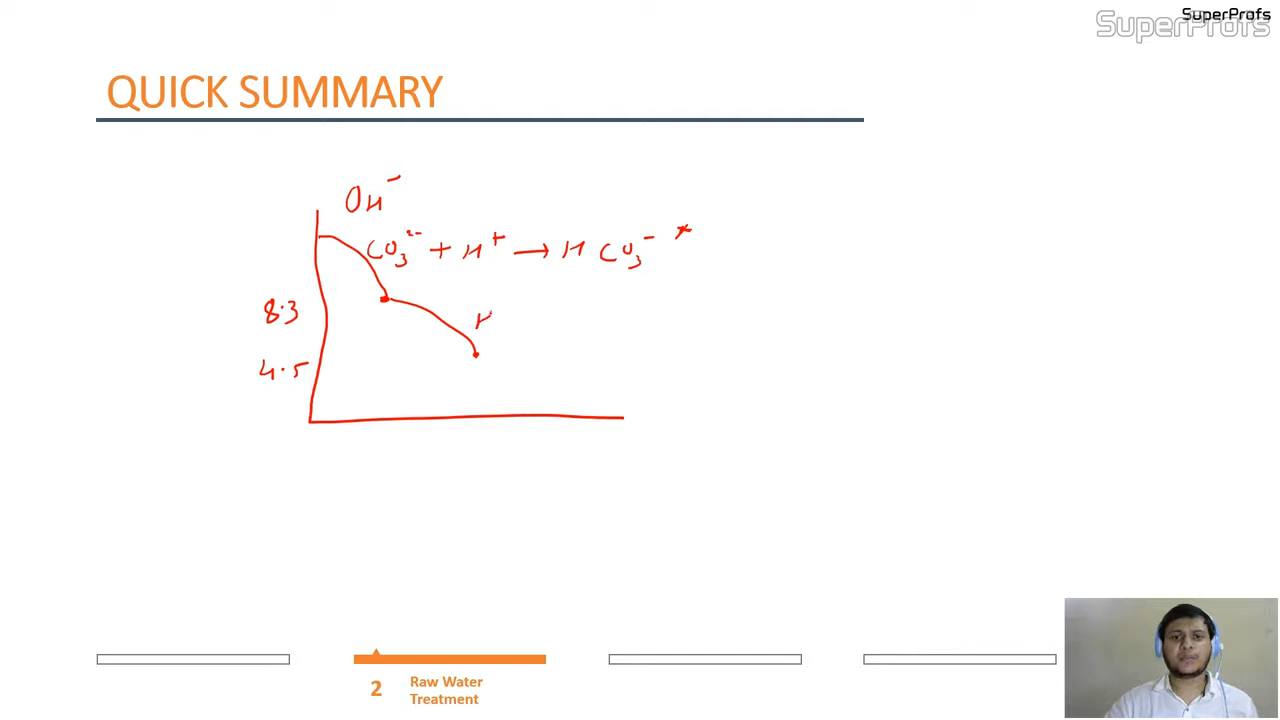 SuperProfs
SuperProfs
QUICK SUMMARY
OH⁻
CO₃²⁻ + H⁺ → HCO₃⁻ *
8.3
H
4.5
2
Raw Water
Treatment